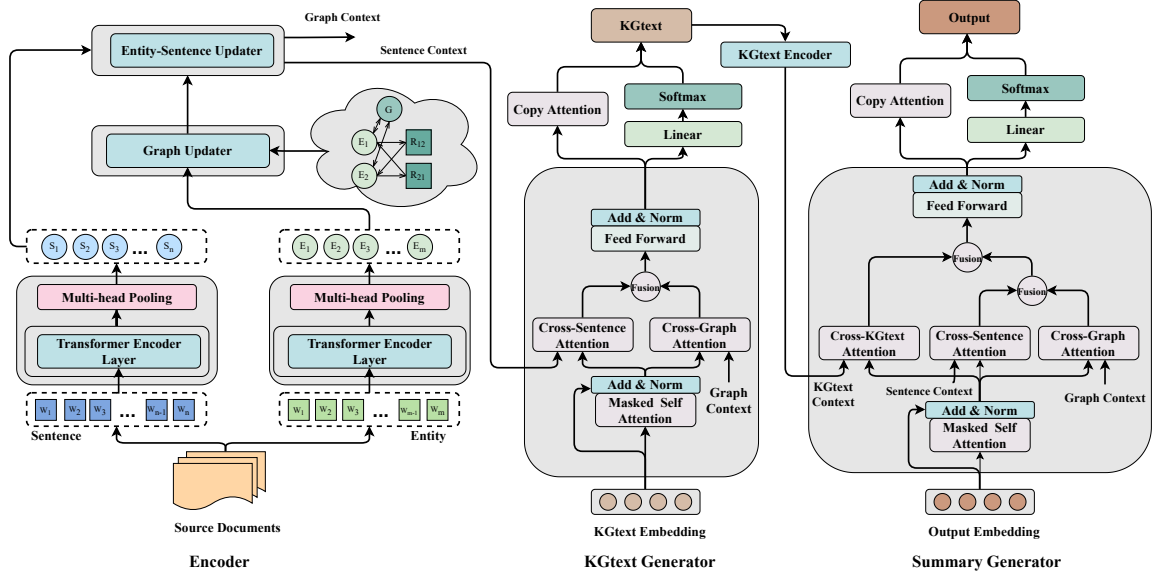 Graph Context
Entity-Sentence Updater
Sentence Context
Graph Updater
G
E1
R12
E2
R21
S1 S2 S3 ... Sn
E1 E2 E3 ... Em
Multi-head Pooling
Multi-head Pooling
Transformer Encoder
Layer
Transformer Encoder
Layer
W1 W2 W3 ... Wn-1 Wn
W1 W2 W3 ... Wm-1 Wm
Sentence
Entity
Source Documents
Encoder
KGtext
KGtext Encoder
Copy Attention
Softmax
Linear
Add & Norm
Feed Forward
Fusion
Cross-Sentence
Attention
Cross-Graph
Attention
Add & Norm
Masked Self
Attention
Graph
Context
KGtext Embedding
KGtext Generator
Output
Copy Attention
Softmax
Linear
Add & Norm
Feed Forward
Fusion
Fusion
Cross-KGtext
Attention
Cross-Sentence
Attention
Cross-Graph
Attention
KGtext
Context
Sentence Context
Graph Context
Add & Norm
Masked Self
Attention
Output Embedding
Summary Generator